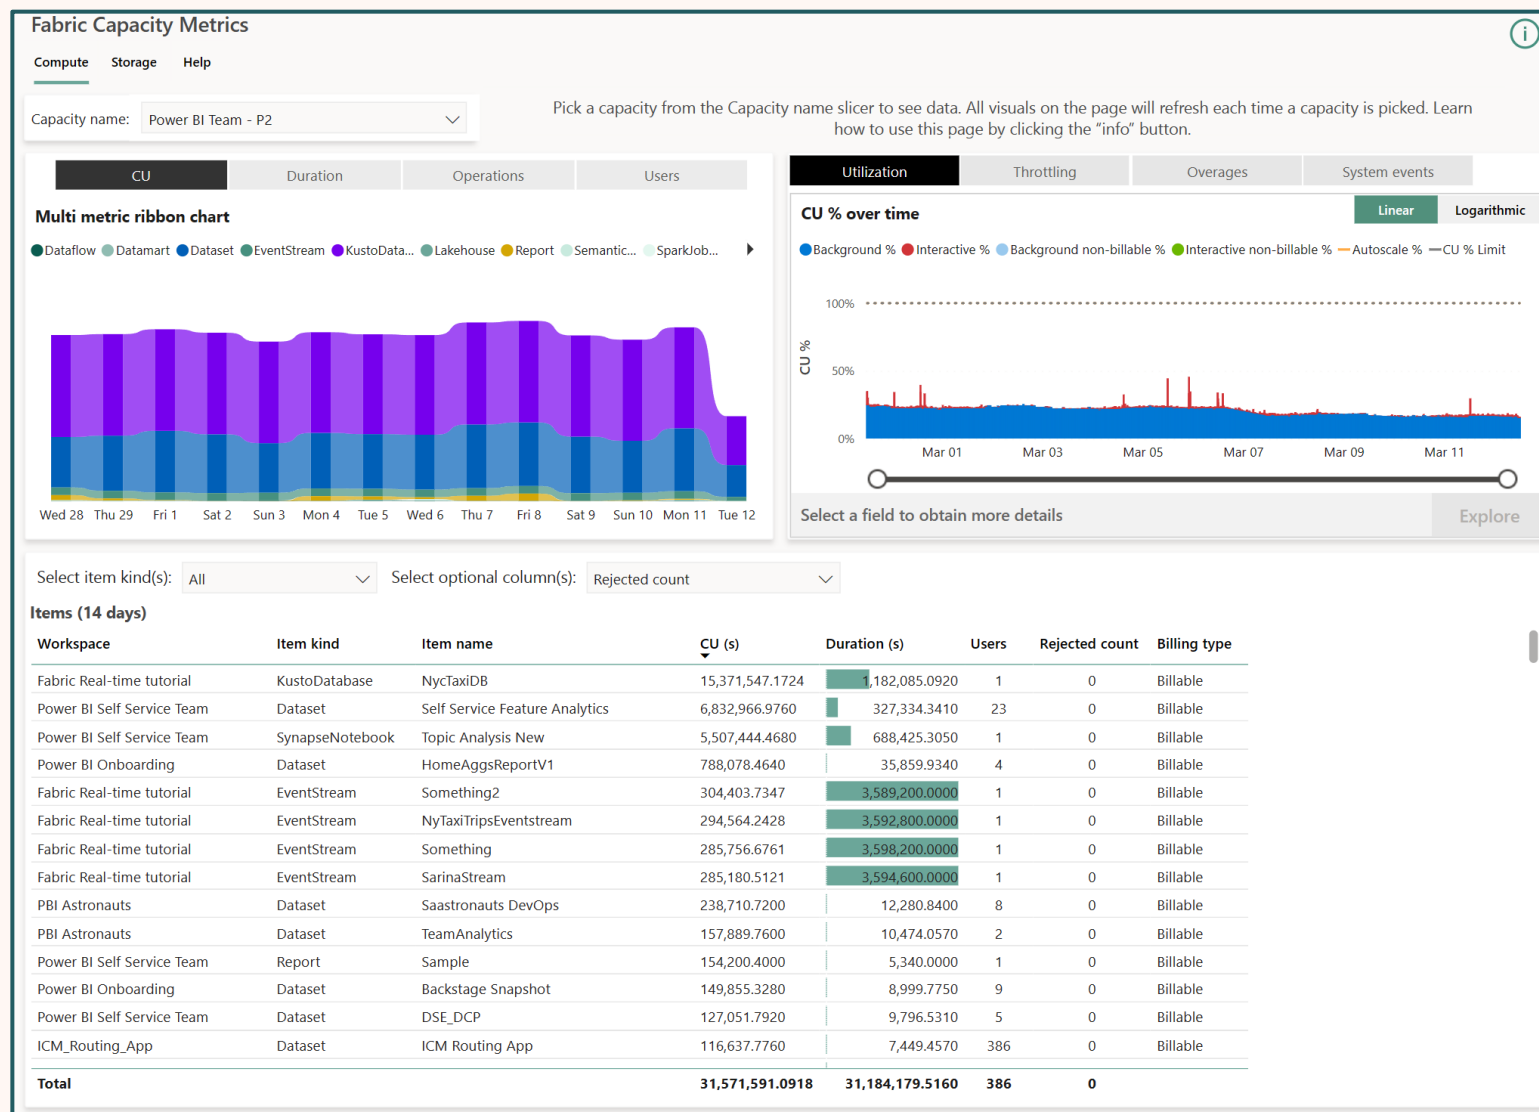 Fabric Capacity Metrics
Compute Storage Help
Capacity name: Power BI Team - P2
Pick a capacity from the Capacity name slicer to see data. All visuals on the page will refresh each time a capacity is picked. Learn
how to use this page by clicking the “info” button.
CU Duration Operations Users
Multi metric ribbon chart
Dataflow Datamart Dataset EventStream KustoData... Lakehouse Report Semantic... SparkJob...
Wed 28 Thu 29 Fri 1 Sat 2 Sun 3 Mon 4 Tue 5 Wed 6 Thu 7 Fri 8 Sat 9 Sun 10 Mon 11 Tue 12
Utilization Throttling Overages System events
CU % over time
Linear Logarithmic
Background % Interactive % Background non-billable % Interactive non-billable % Autoscale % CU % Limit
CU %
100%
50%
0%
Mar 01 Mar 03 Mar 05 Mar 07 Mar 09 Mar 11
Select a field to obtain more details Explore
Select item kind(s): All Select optional column(s): Rejected count
Items (14 days)
Workspace Item kind Item name CU (s) Duration (s) Users Rejected count Billing type
Fabric Real-time tutorial KustoDatabase NycTaxiDB 15,371,547.1724 1,182,085.0920 1 0 Billable
Power BI Self Service Team Dataset Self Service Feature Analytics 6,832,966.9760 327,334.3410 23 0 Billable
Power BI Self Service Team SynapseNotebook Topic Analysis New 5,507,444.4680 688,425.3050 1 0 Billable
Power BI Onboarding Dataset HomeAggsReportV1 788,078.4640 35,859.9340 4 0 Billable
Fabric Real-time tutorial EventStream Something2 304,403.7347 3,589,200.0000 1 0 Billable
Fabric Real-time tutorial EventStream NyTaxiTripsEventstream 294,564.2428 3,592,800.0000 1 0 Billable
Fabric Real-time tutorial EventStream Something 285,756.6761 3,598,200.0000 1 0 Billable
Fabric Real-time tutorial EventStream SarinaStream 285,180.5121 3,594,600.0000 1 0 Billable
PBI Astronauts Dataset Saastronauts DevOps 238,710.7200 12,280.8400 8 0 Billable
PBI Astronauts Dataset TeamAnalytics 157,889.7600 10,474.0570 2 0 Billable
Power BI Self Service Team Report Sample 154,200.4000 5,340.0000 1 0 Billable
Power BI Onboarding Dataset Backstage Snapshot 149,855.3280 8,999.7750 9 0 Billable
Power BI Self Service Team Dataset DSE_DCP 127,051.7920 9,796.5310 5 0 Billable
ICM_Routing_App Dataset ICM Routing App 116,637.7760 7,449.4570 386 0 Billable
Total 31,571,591.0918 31,184,179.5160 386 0